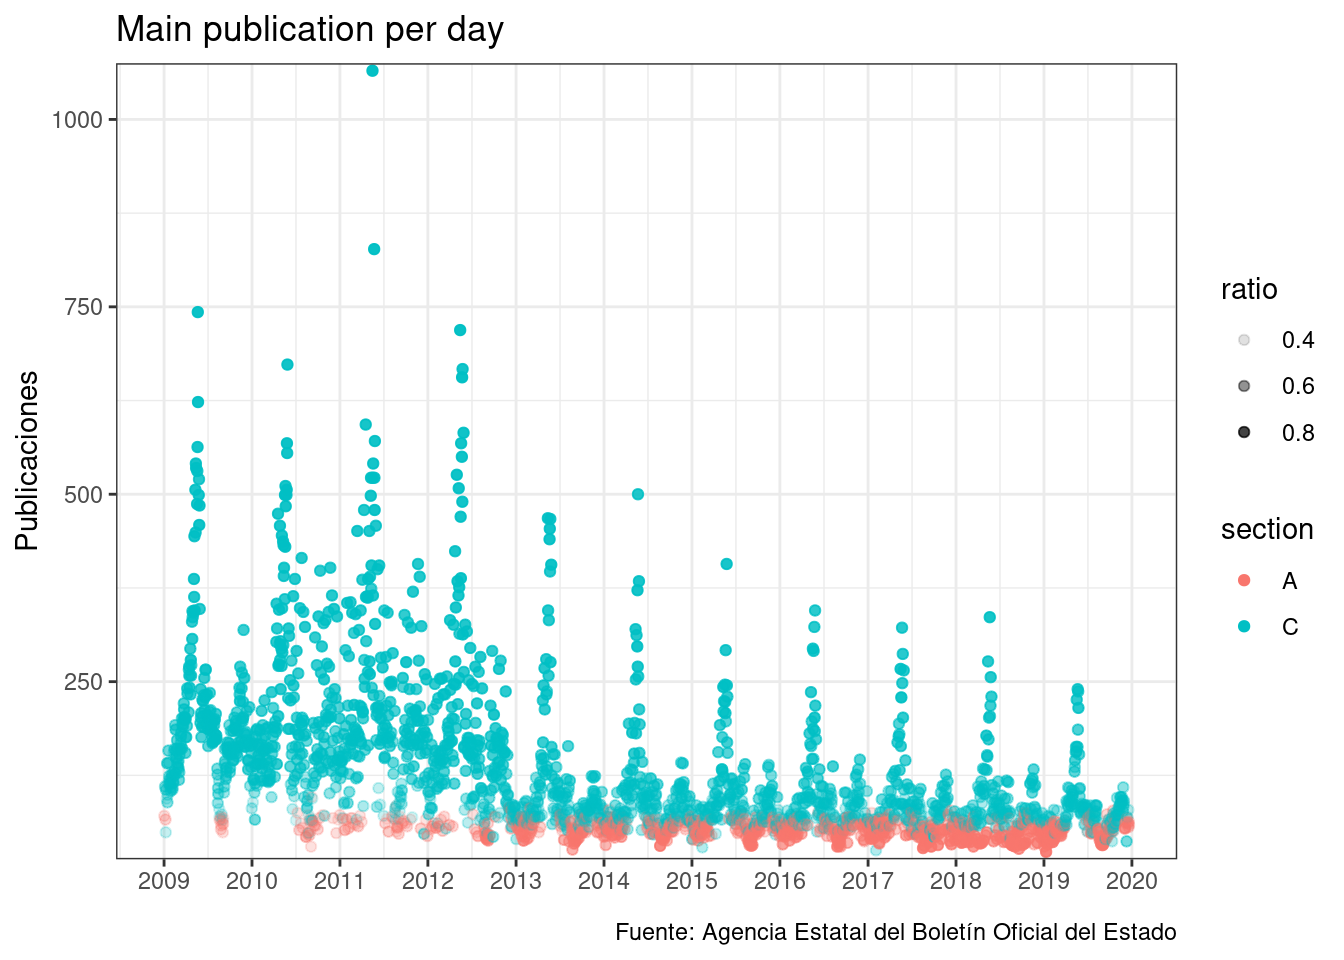 Main publication per day
Publicaciones
1000
750
500
250
2009 2010 2011 2012 2013 2014 2015 2016 2017 2018 2019 2020
ratio
0.4
0.6
0.8
section
A
C
Fuente: Agencia Estatal del Boletín Oficial del Estado